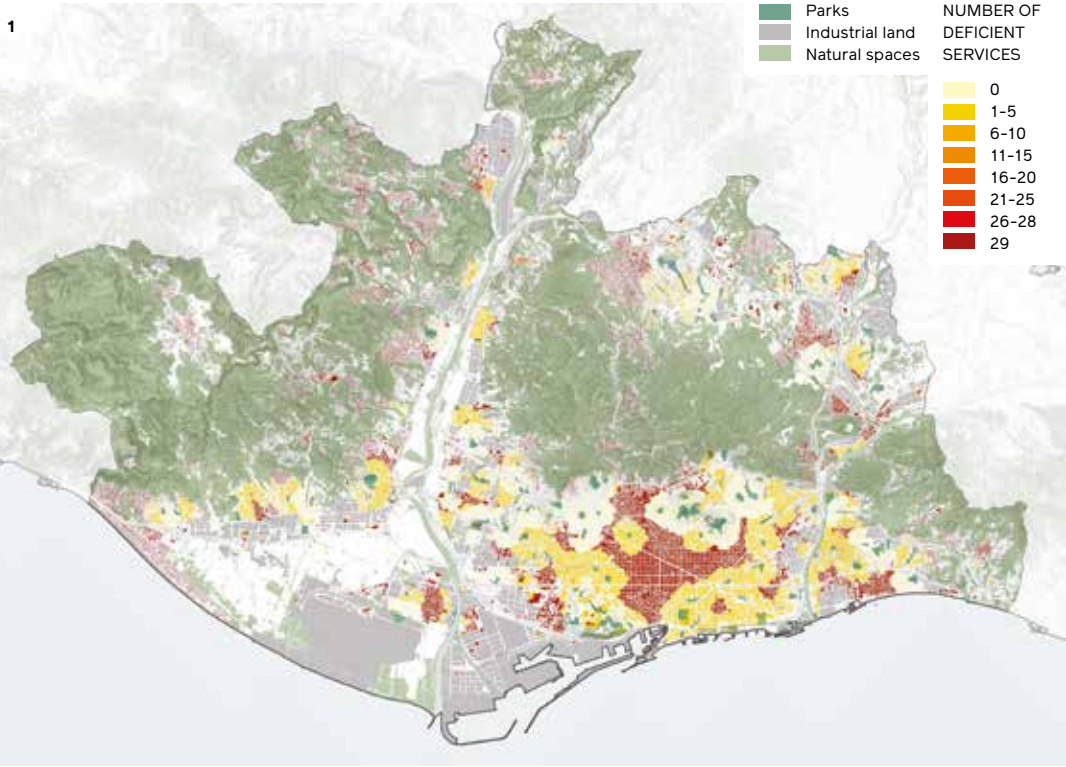 1
Parks
Industrial land
Natural spaces
NUMBER OF
DEFICIENT
SERVICES
0
1-5
6-10
11-15
16-20
21-25
26-28
29